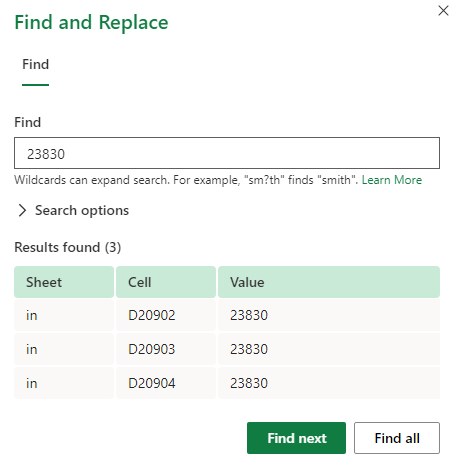 Find and Replace
Find
Find
23830
Wildcards can expand search. For example, "sm?th" finds "smith". Learn More
Search options
Results found (3)
Sheet Cell Value
in D20902 23830
in D20903 23830
in D20904 23830
Find next Find all